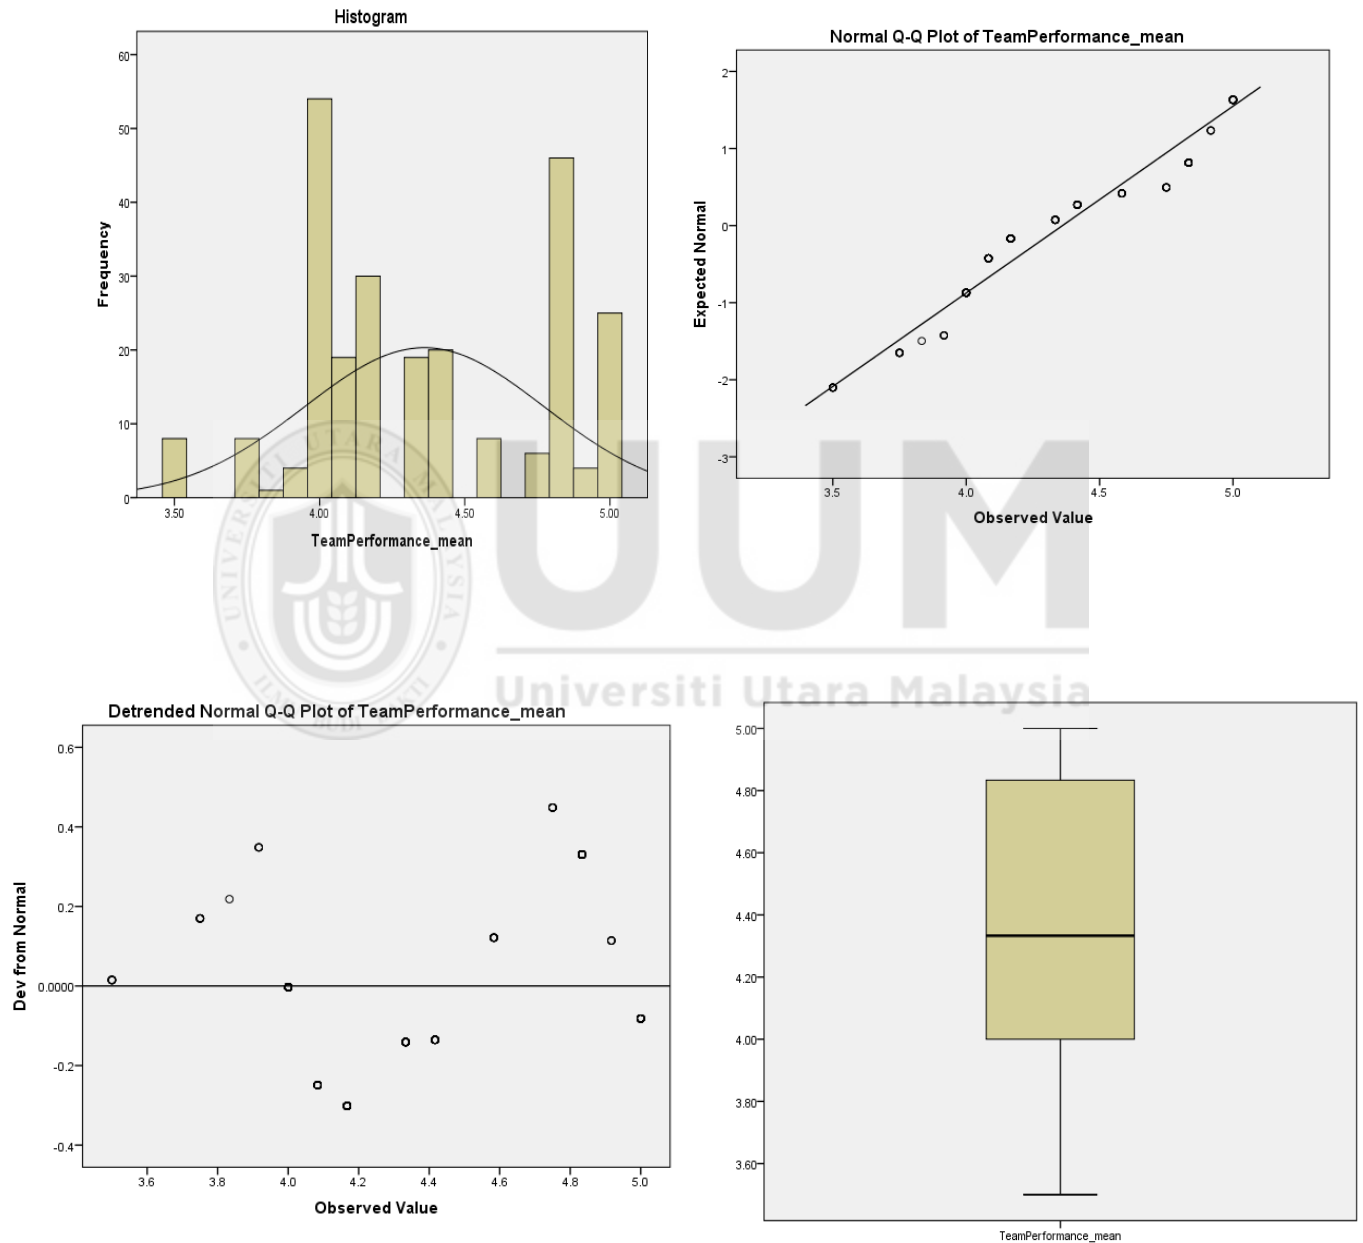 Histogram
60
50
40
30
20
10
0
Frequency
3.50 4.00 4.50 5.00
TeamPerformance_mean
Normal Q-Q Plot of TeamPerformance_mean
2
1
0
-1
-2
-3
Expected Normal
3.5 4.0 4.5 5.0
Observed Value
UNIVERSITI UTARA MALAYSIA
UUM
Universiti Utara Malaysia
Detrended Normal Q-Q Plot of TeamPerformance_mean
0.6
0.4
0.2
0.0000
-0.2
-0.4
Dev from Normal
3.6 3.8 4.0 4.2 4.4 4.6 4.8 5.0
Observed Value
5.00
4.80
4.60
4.40
4.20
4.00
3.80
3.60
TeamPerformance_mean